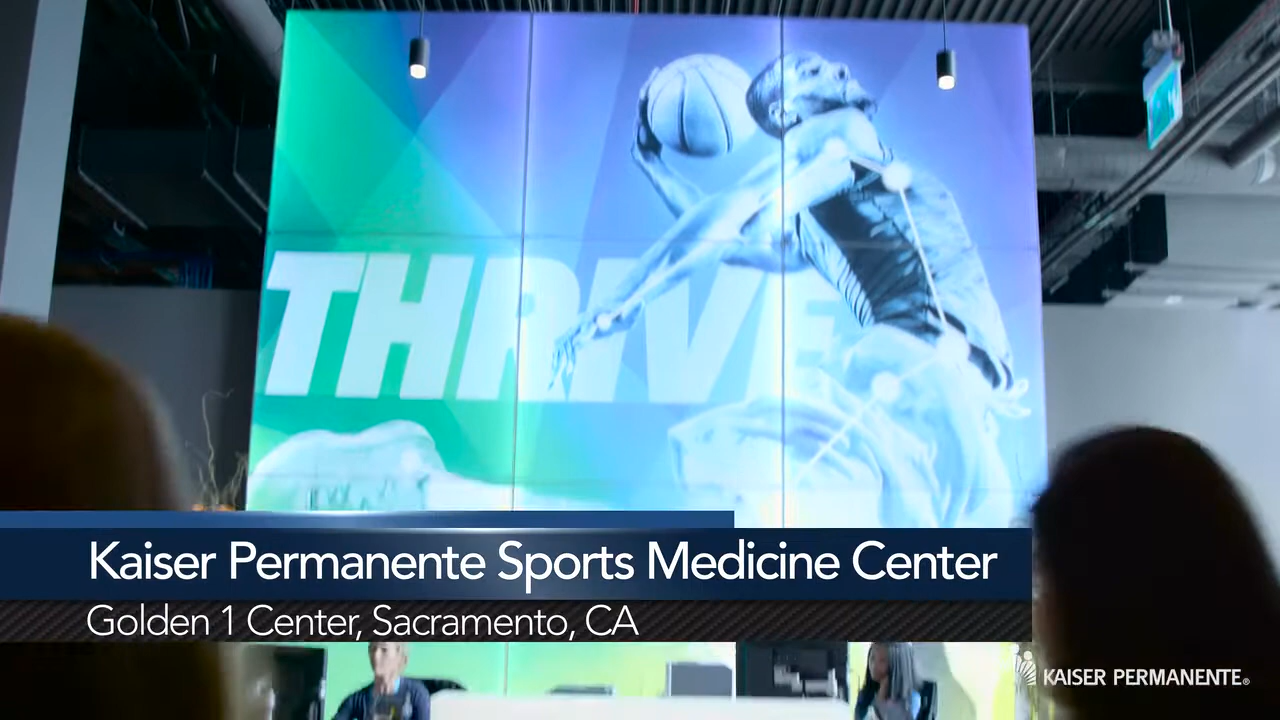 THRIVE
Kaiser Permanente Sports Medicine Center
Golden 1 Center, Sacramento, CA
KAISER PERMANENTE®